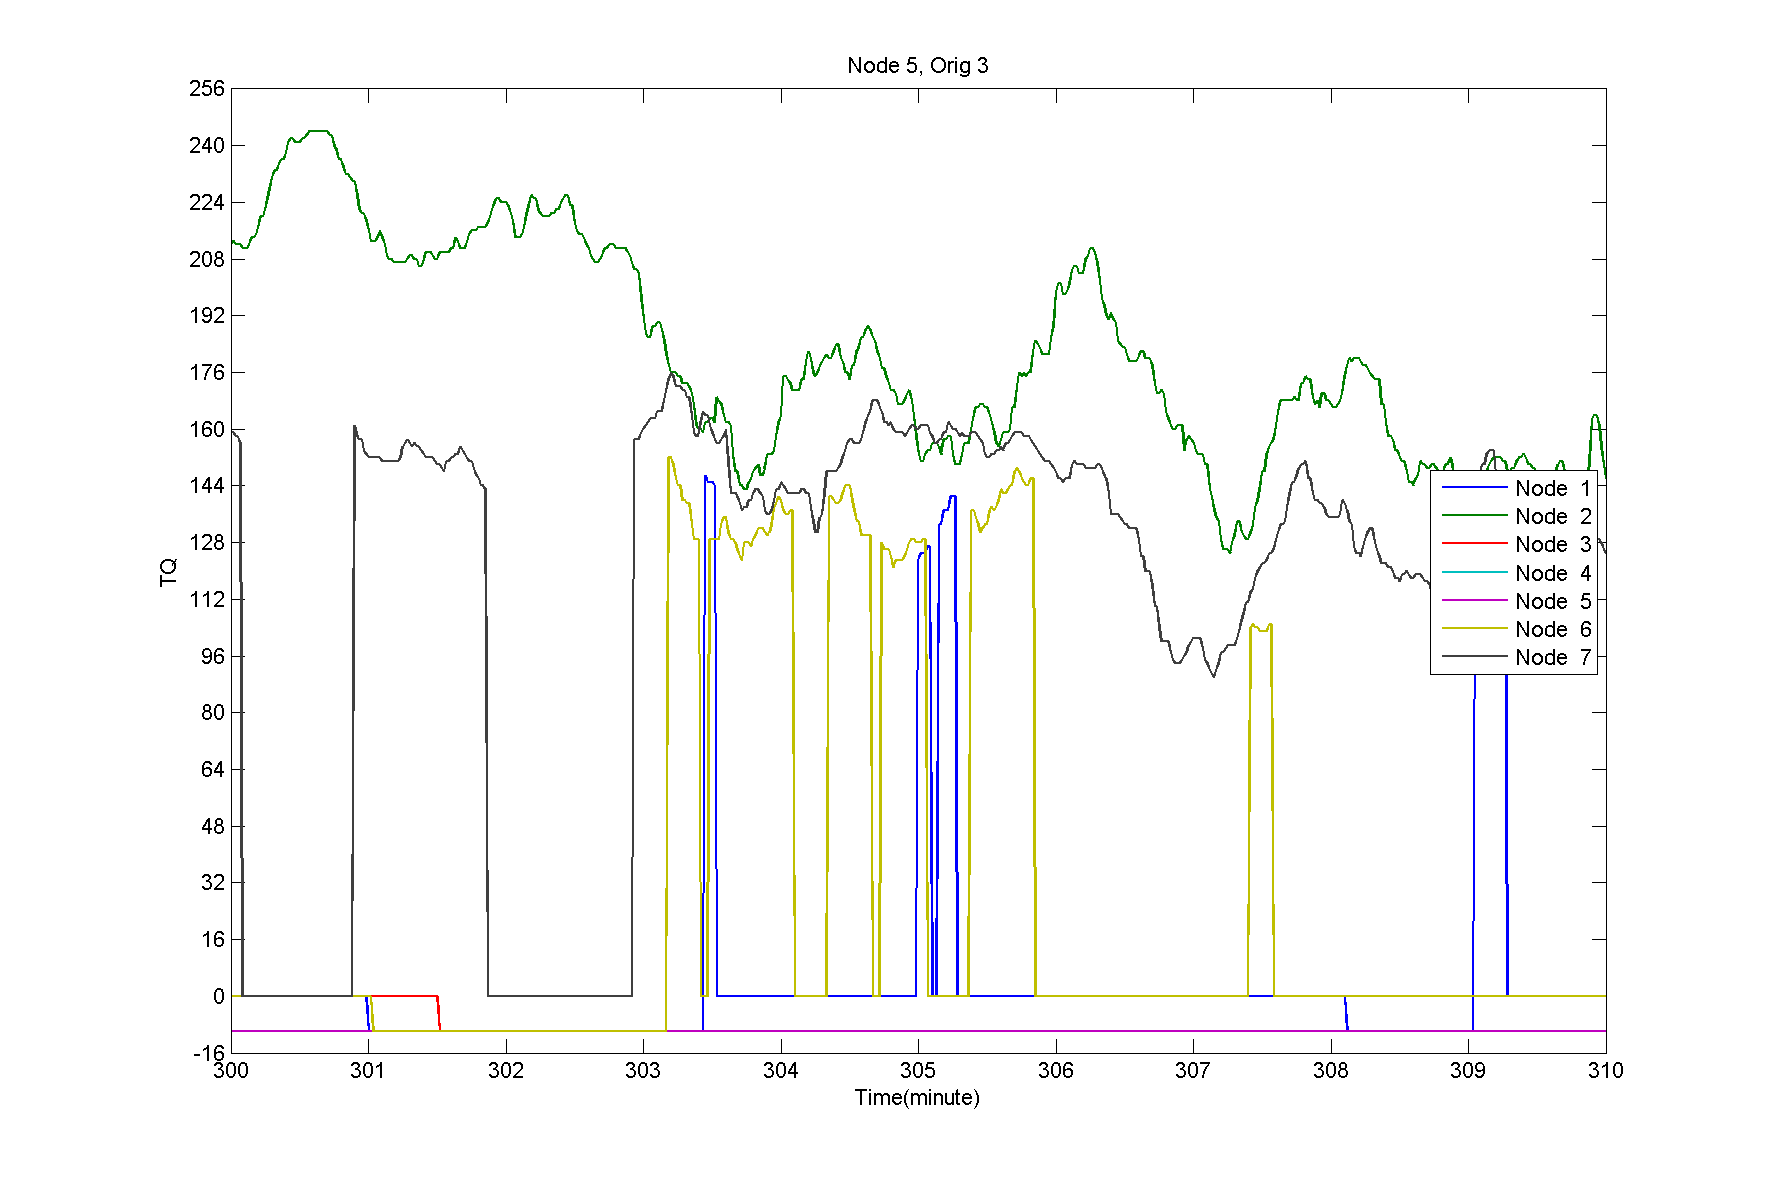 Node 5, Orig 3
256
240
224
208
192
176
160
144
128
112
96
80
64
48
32
16
0
-16
TQ
300 301 302 303 304 305 306 307 308 309 310
Time(minute)
Node 1
Node 2
Node 3
Node 4
Node 5
Node 6
Node 7